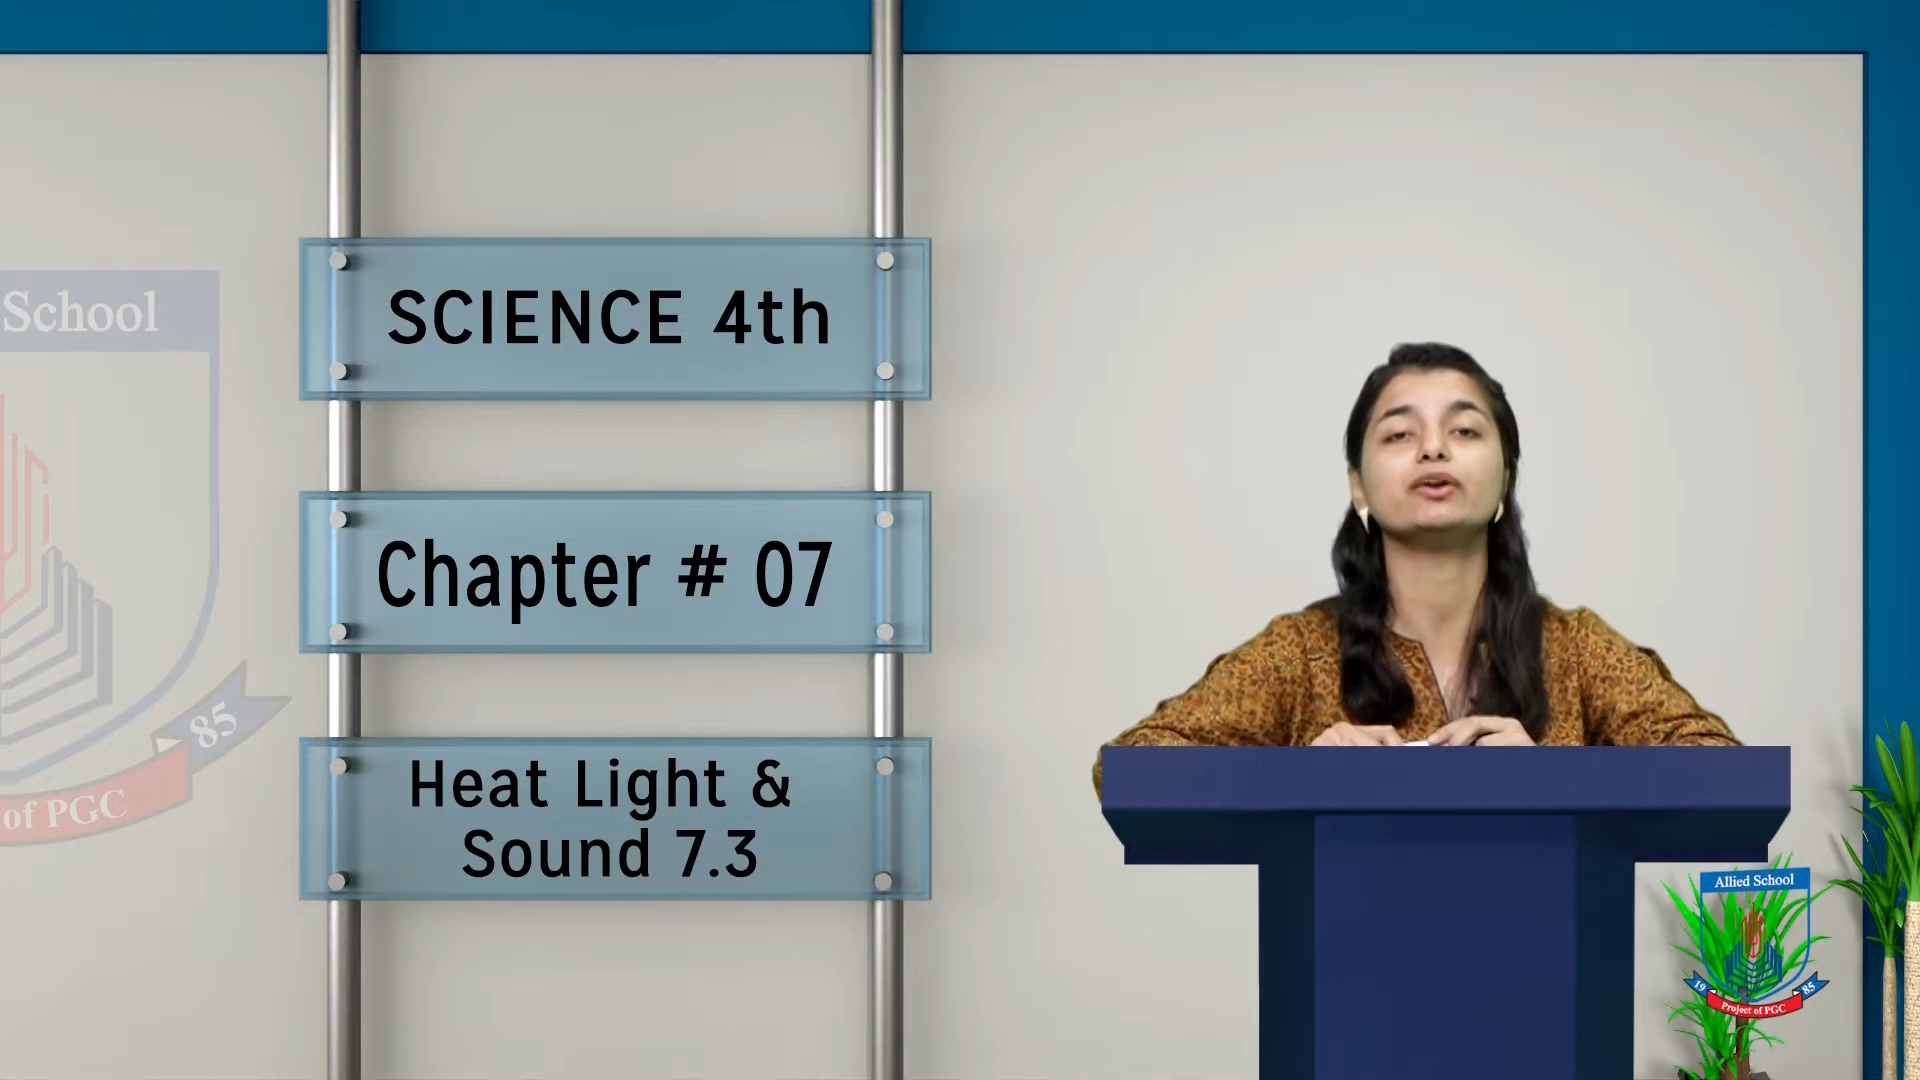 School
85
of PGC
SCIENCE 4th
Chapter # 07
Heat Light &
Sound 7.3
Allied School
19
85
Project of PGC